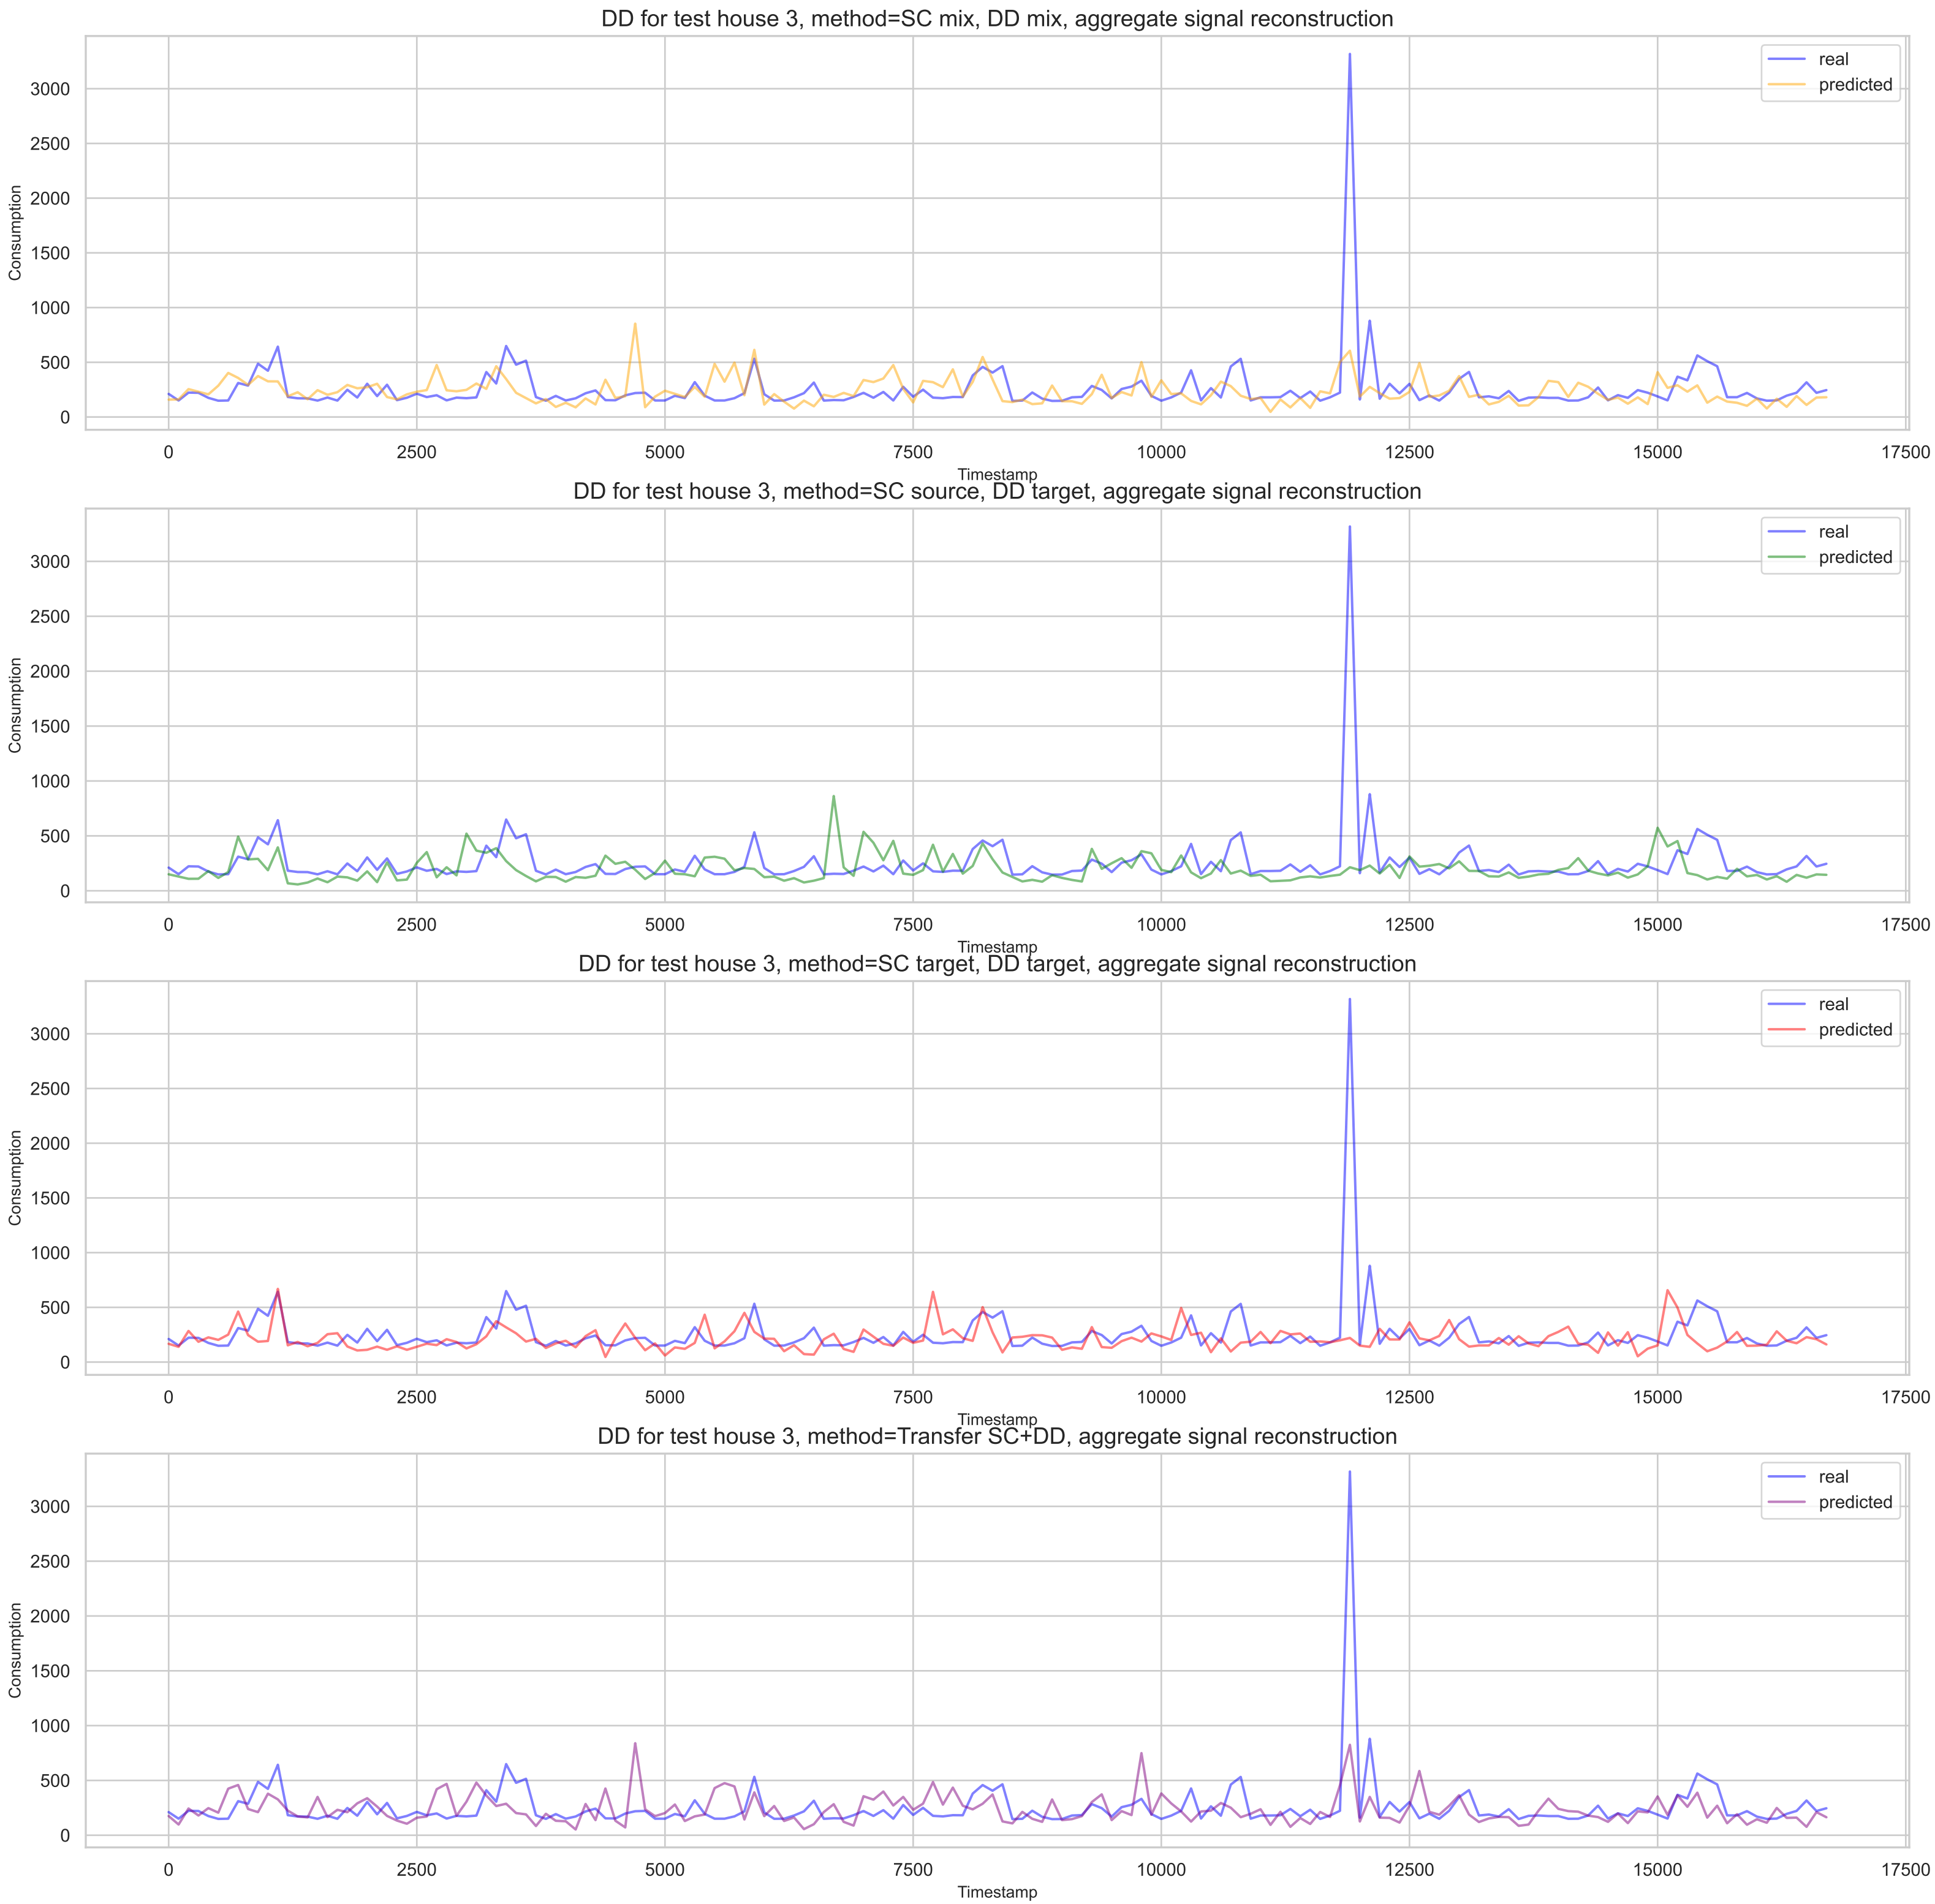 DD for test house 3, method=SC mix, DD mix, aggregate signal reconstruction
real
predicted
3000
2500
2000
1500
1000
500
0
Consumption
0 2500 5000 7500 10000 12500 15000 17500
Timestamp
DD for test house 3, method=SC source, DD target, aggregate signal reconstruction
real
predicted
3000
2500
2000
1500
1000
500
0
Consumption
0 2500 5000 7500 10000 12500 15000 17500
Timestamp
DD for test house 3, method=SC target, DD target, aggregate signal reconstruction
real
predicted
3000
2500
2000
1500
1000
500
0
Consumption
0 2500 5000 7500 10000 12500 15000 17500
Timestamp
DD for test house 3, method=Transfer SC+DD, aggregate signal reconstruction
real
predicted
3000
2500
2000
1500
1000
500
0
Consumption
0 2500 5000 7500 10000 12500 15000 17500
Timestamp